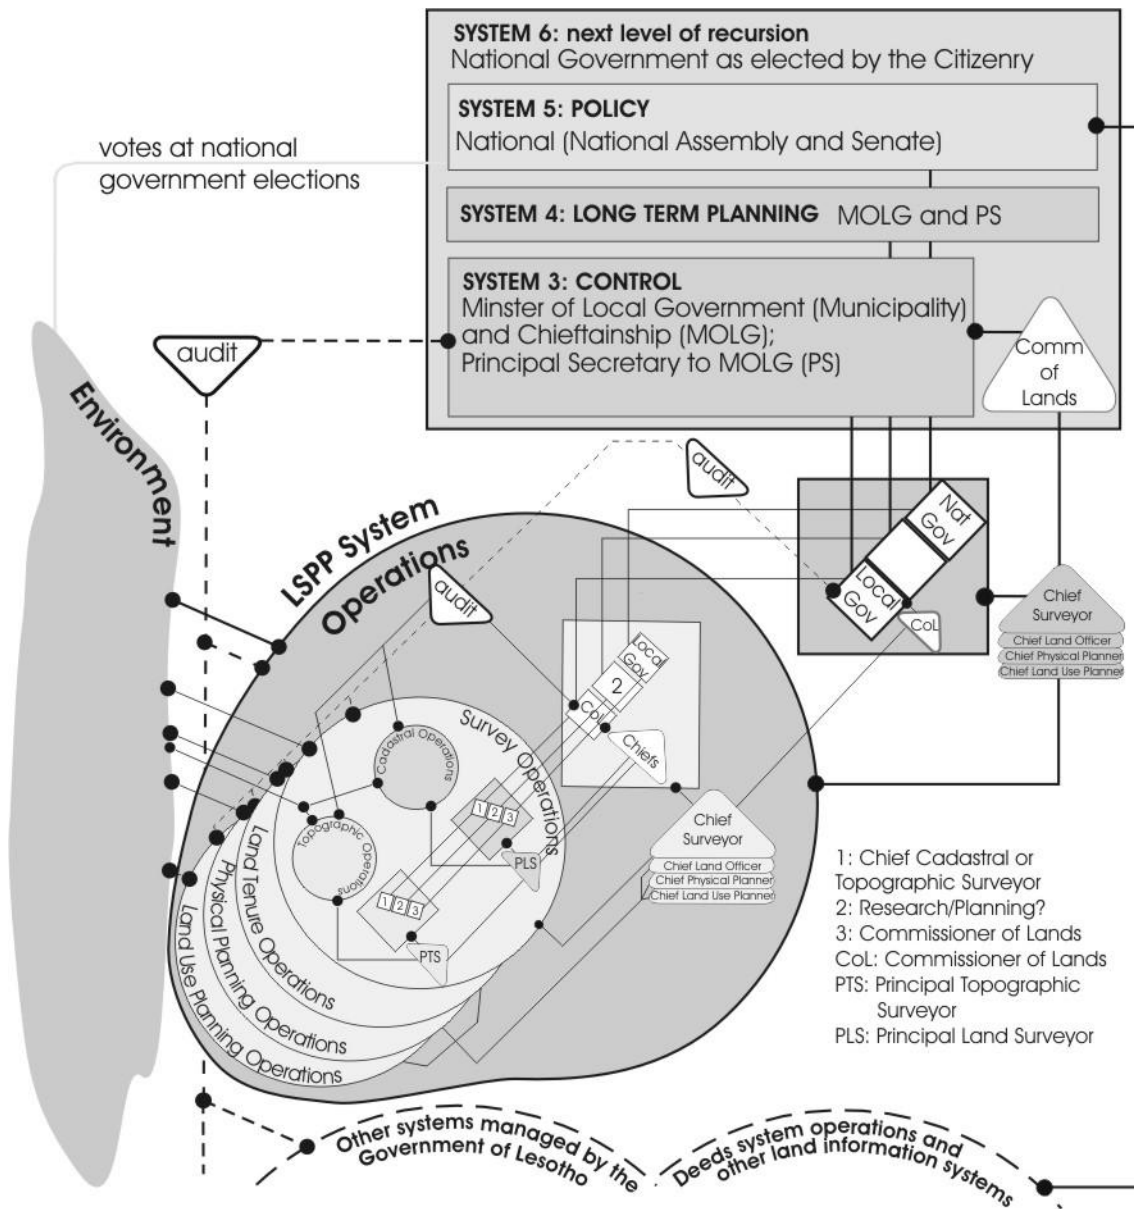 SYSTEM 6: next level of recursion
National Government as elected by the Citizenry
SYSTEM 5: POLICY
National (National Assembly and Senate)
votes at national
government elections
SYSTEM 4: LONG TERM PLANNING MOLG and PS
SYSTEM 3: CONTROL
Minster of Local Government (Municipality)
and Chieftainship (MOLG);
Principal Secretary to MOLG (PS)
audit
Comm
of
Lands
Environment
audit
Nat
Gov
Local
Gov
CoL
Chief
Surveyor
Chief Land Officer
Chief Physical Planner
Chief Land Use Planner
LSPP System
Operations
audit
Local
Gov
2
CoL
Chiefs
Survey Operations
Cadastral Operations
1 2 3
PLS
Topographic Operations
1 2 3
PTS
Land Tenure Operations
Physical Planning Operations
Land Use Planning Operations
Chief
Surveyor
Chief Land Officer
Chief Physical Planner
Chief Land Use Planner
1: Chief Cadastral or
Topographic Surveyor
2: Research/Planning?
3: Commissioner of Lands
CoL: Commissioner of Lands
PTS: Principal Topographic
Surveyor
PLS: Principal Land Surveyor
Other systems managed by the
Government of Lesotho
Deeds system operations and
other land information systems